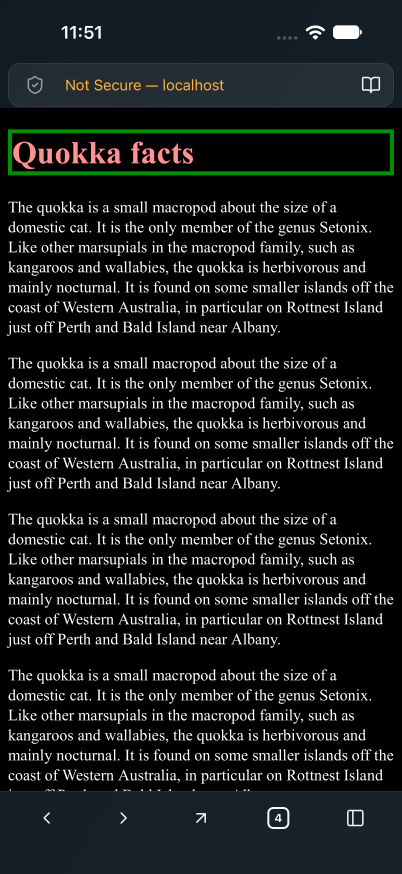 11:51
Not Secure — localhost
Quokka facts
The quokka is a small macropod about the size of a
domestic cat. It is the only member of the genus Setonix.
Like other marsupials in the macropod family, such as
kangaroos and wallabies, the quokka is herbivorous and
mainly nocturnal. It is found on some smaller islands off the
coast of Western Australia, in particular on Rottnest Island
just off Perth and Bald Island near Albany.
The quokka is a small macropod about the size of a
domestic cat. It is the only member of the genus Setonix.
Like other marsupials in the macropod family, such as
kangaroos and wallabies, the quokka is herbivorous and
mainly nocturnal. It is found on some smaller islands off the
coast of Western Australia, in particular on Rottnest Island
just off Perth and Bald Island near Albany.
The quokka is a small macropod about the size of a
domestic cat. It is the only member of the genus Setonix.
Like other marsupials in the macropod family, such as
kangaroos and wallabies, the quokka is herbivorous and
mainly nocturnal. It is found on some smaller islands off the
coast of Western Australia, in particular on Rottnest Island
just off Perth and Bald Island near Albany.
The quokka is a small macropod about the size of a
domestic cat. It is the only member of the genus Setonix.
Like other marsupials in the macropod family, such as
kangaroos and wallabies, the quokka is herbivorous and
mainly nocturnal. It is found on some smaller islands off the
coast of Western Australia, in particular on Rottnest Island
4